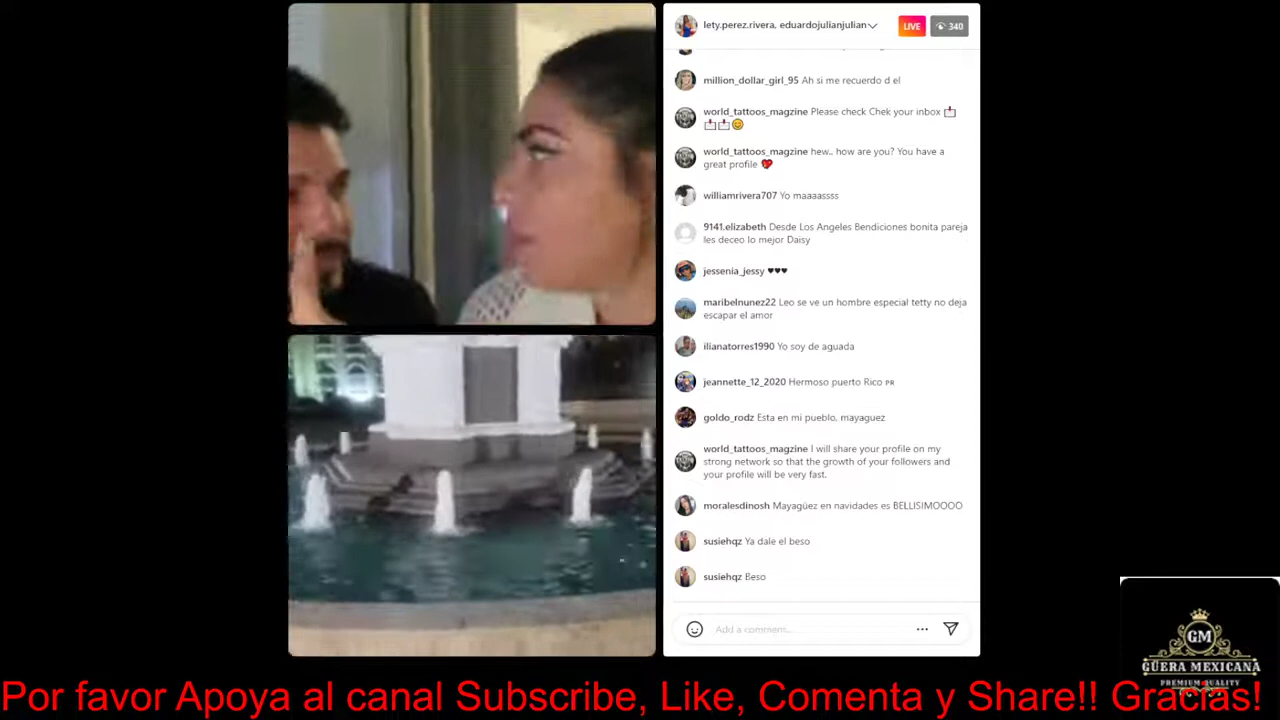 lety.perez.rivera, eduardojulianjulian
LIVE
340
million_dollar_girl_95 Ah si me recuerdo d el
world_tattoos_magzine Please check Chek your inbox 📩
📩📩😊
world_tattoos_magzine hew.. how are you? You have a
great profile 💖
williamrivera707 Yo maaaassss
9141.elizabeth Desde Los Angeles Bendiciones bonita pareja
les deceo lo mejor Daisy
jessenia_jessy ♥♥♥
maribelnunez22 Leo se ve un hombre especial tetty no deja
escapar el amor
ilianatorres1990 Yo soy de aguada
jeannette_12_2020 Hermoso puerto Rico PR
goldo_rodz Esta en mi pueblo, mayaguez
world_tattoos_magzine I will share your profile on my
strong network so that the growth of your followers and
your profile will be very fast.
moralesdinosh Mayagüez en navidades es BELLISIMOOOO
susiehqz Ya dale el beso
susiehqz Beso
Add a comment...
GM
GÜERA MEXICANA
PREMIUM QUALITY
Por favor Apoya al canal Subscribe, Like, Comenta y Share!! Gracias!